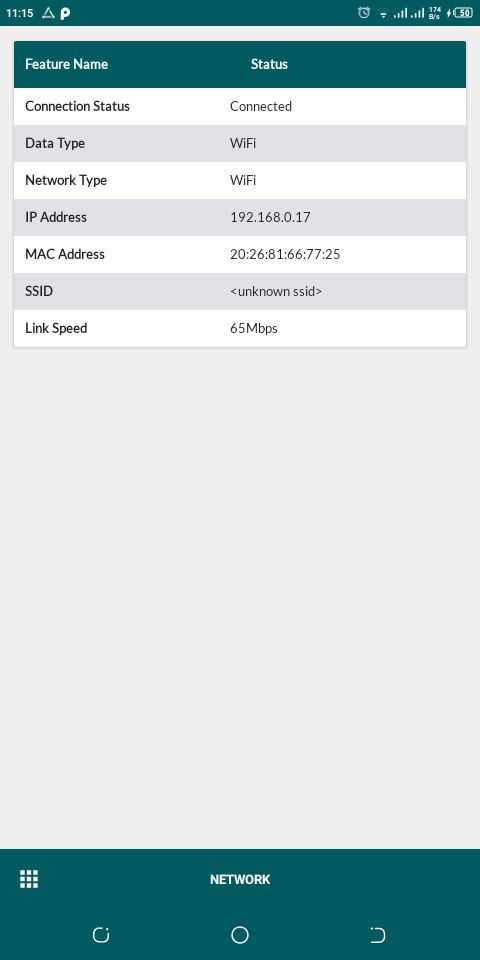 11:15 174 B/s 50
Feature Name Status
Connection Status Connected
Data Type WiFi
Network Type WiFi
IP Address 192.168.0.17
MAC Address 20:26:81:66:77:25
SSID <unknown ssid>
Link Speed 65Mbps
NETWORK